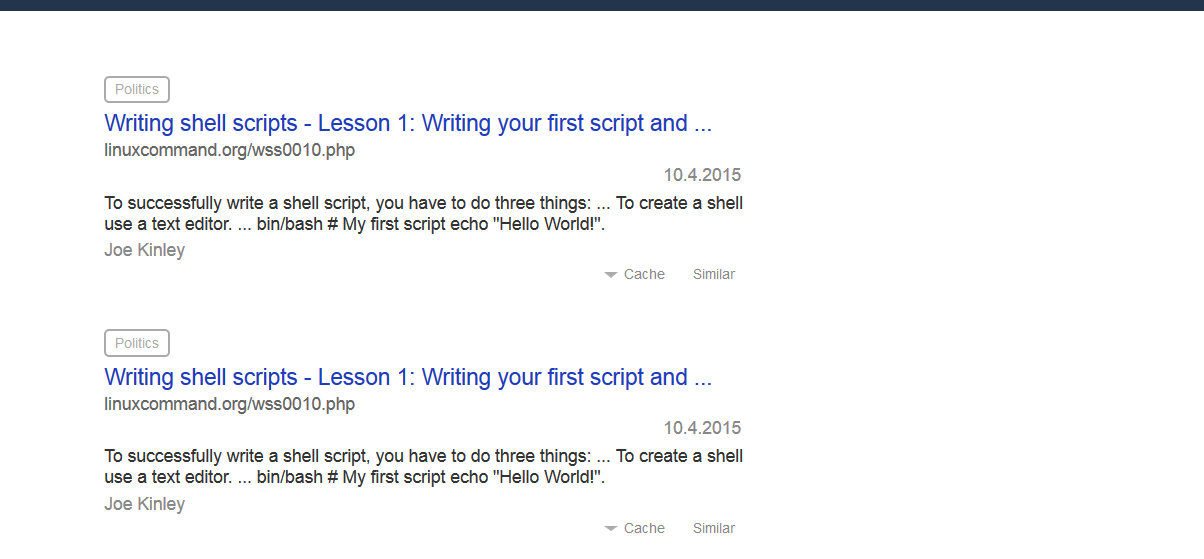 Politics
Writing shell scripts - Lesson 1: Writing your first script and ...
linuxcommand.org/wss0010.php
10.4.2015
To successfully write a shell script, you have to do three things: ... To create a shell
use a text editor. ... bin/bash # My first script echo "Hello World!".
Joe Kinley
Cache Similar
Politics
Writing shell scripts - Lesson 1: Writing your first script and ...
linuxcommand.org/wss0010.php
10.4.2015
To successfully write a shell script, you have to do three things: ... To create a shell
use a text editor. ... bin/bash # My first script echo "Hello World!".
Joe Kinley
Cache Similar